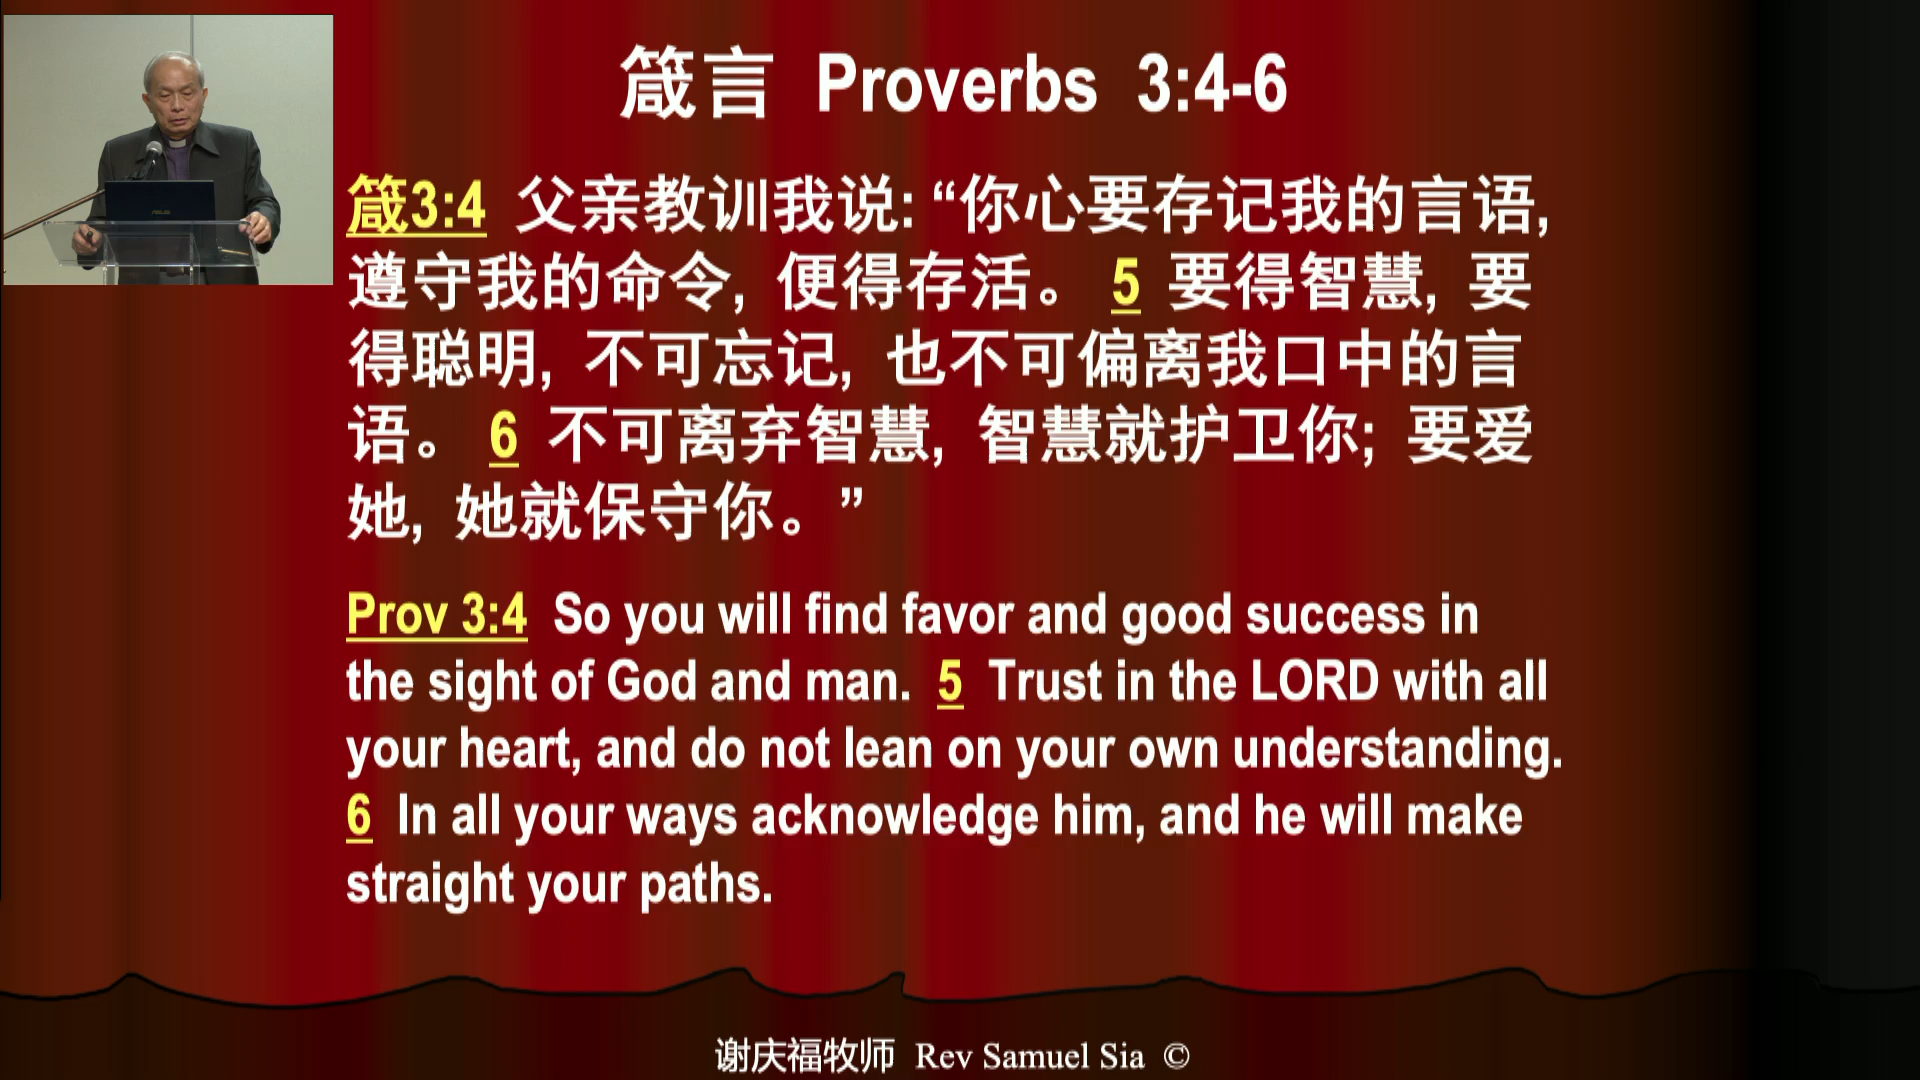 箴言 Proverbs 3:4-6
箴3:4 父亲教训我说: “你心要存记我的言语,
遵守我的命令, 便得存活。 5 要得智慧, 要
得聪明, 不可忘记, 也不可偏离我口中的言
语。 6 不可离弃智慧, 智慧就护卫你; 要爱
她, 她就保守你。”
Prov 3:4 So you will find favor and good success in
the sight of God and man. 5 Trust in the LORD with all
your heart, and do not lean on your own understanding.
6 In all your ways acknowledge him, and he will make
straight your paths.
谢庆福牧师 Rev Samuel Sia ©